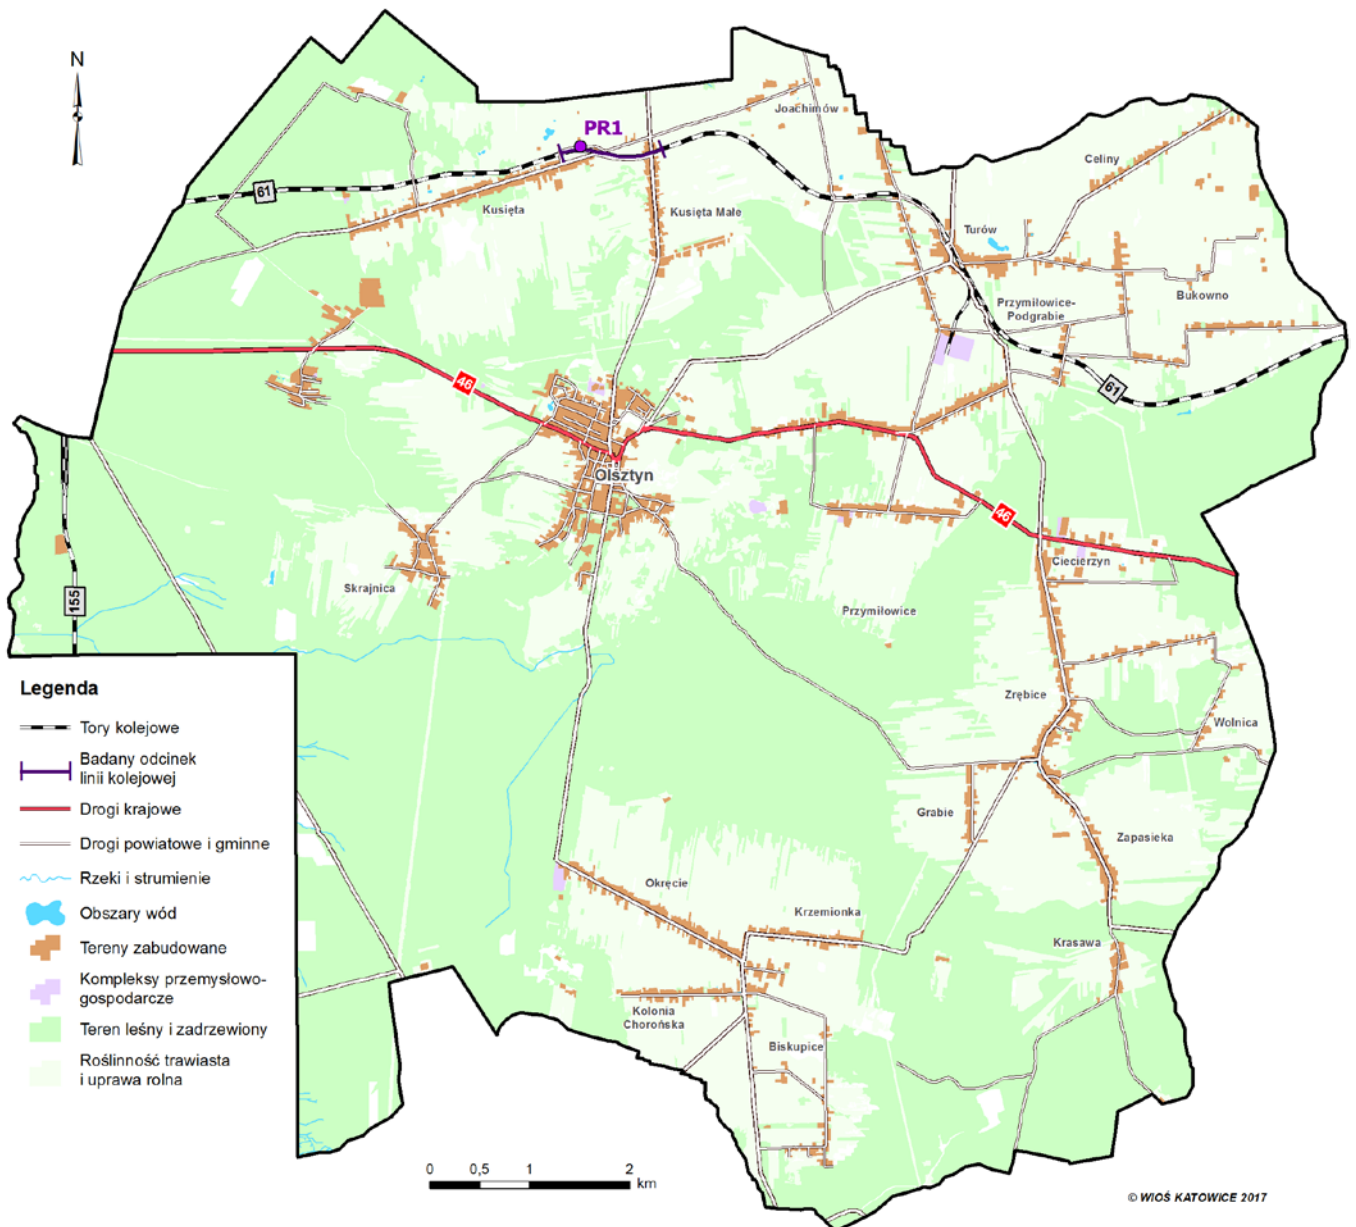 N
PR1
Joachimów
Celiny
61
Kusięta
Kusięta Małe
Turów
Bukowno
Przymiłowice-
Podgrabie
46
61
Olsztyn
46
Ciecierzyn
155
Skrajnica
Przymiłowice
Zrębice
Wolnica
Grabie
Zapasieka
Okręcie
Krzemionka
Krasawa
Kolonia
Chorońska
Biskupice
Legenda
Tory kolejowe
Badany odcinek
linii kolejowej
Drogi krajowe
Drogi powiatowe i gminne
Rzeki i strumienie
Obszary wód
Tereny zabudowane
Kompleksy przemysłowo-
gospodarcze
Teren leśny i zadrzewiony
Roślinność trawiasta
i uprawa rolna
0 0,5 1 2
km
© WIOŚ KATOWICE 2017